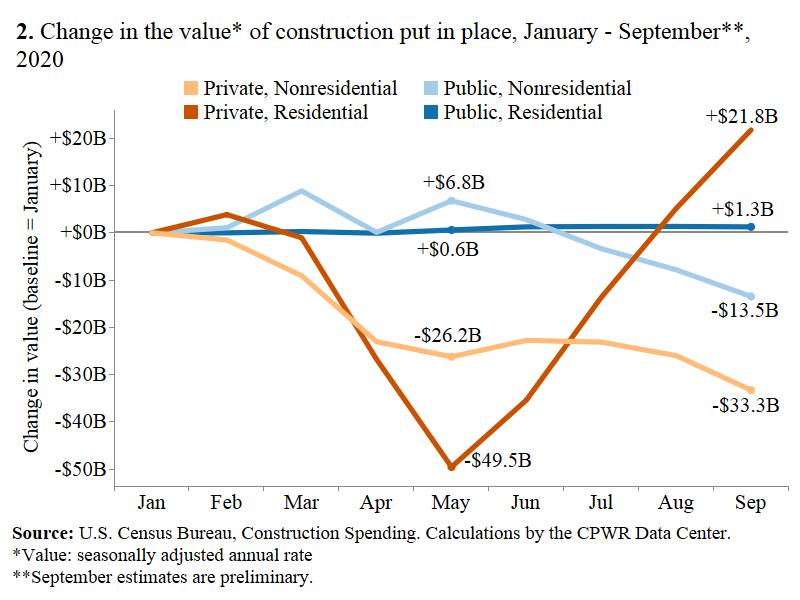 2. Change in the value* of construction put in place, January - September**,
2020
Private, Nonresidential
Public, Nonresidential
Private, Residential
Public, Residential
Change in value (baseline = January)
+$20B
+$10B
+$0B
-$10B
-$20B
-$30B
-$40B
-$50B
+$21.8B
+$6.8B
+$1.3B
+$0.6B
-$13.5B
-$26.2B
-$33.3B
-$49.5B
Jan Feb Mar Apr May Jun Jul Aug Sep
Source: U.S. Census Bureau, Construction Spending. Calculations by the CPWR Data Center.
*Value: seasonally adjusted annual rate
**September estimates are preliminary.